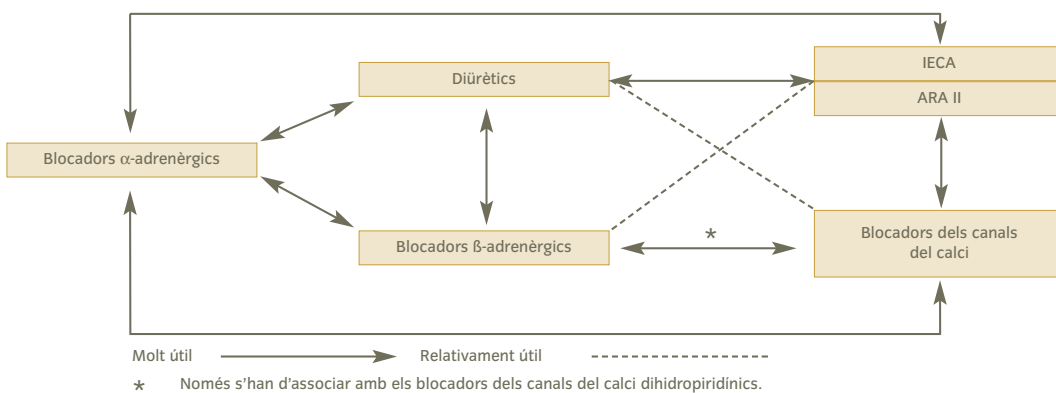 IECA
Diürètics
ARA II
Blocadors α-adrenèrgics
Blocadors ß-adrenèrgics
*
Blocadors dels canals
del calci
Molt útil
Relativament útil
* Només s’han d’associar amb els blocadors dels canals del calci dihidropiridínics.